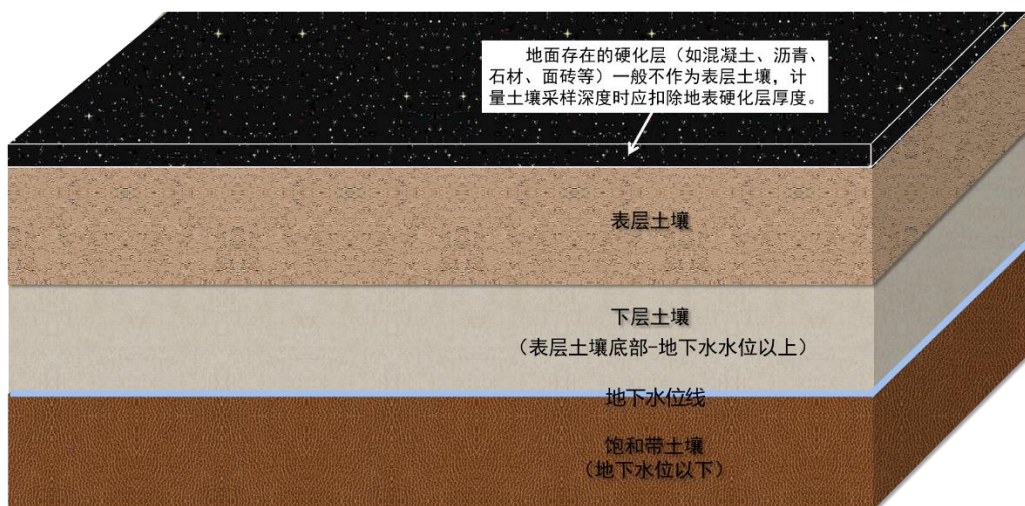 地面存在的硬化层（如混凝土、沥青、
石材、面砖等）一般不作为表层土壤，计
量土壤采样深度时应扣除地表硬化层厚度。
表层土壤
下层土壤
（表层土壤底部-地下水水位以上）
地下水位线
饱和带土壤
（地下水位以下）